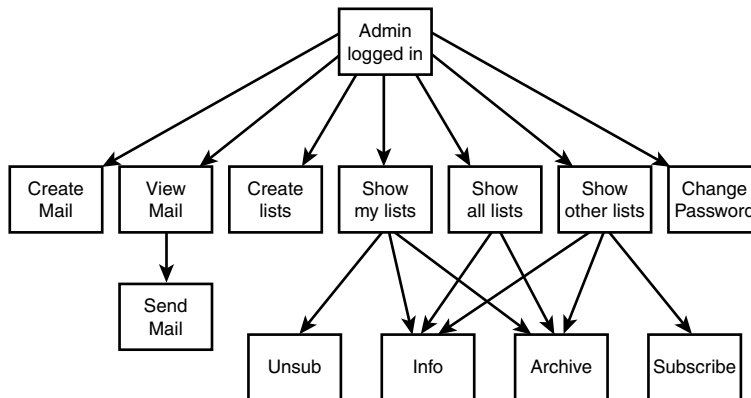 Admin
logged in
Create
Mail
View
Mail
Create
lists
Show
my lists
Show
all lists
Show
other lists
Change
Password
Send
Mail
Unsub
Info
Archive
Subscribe